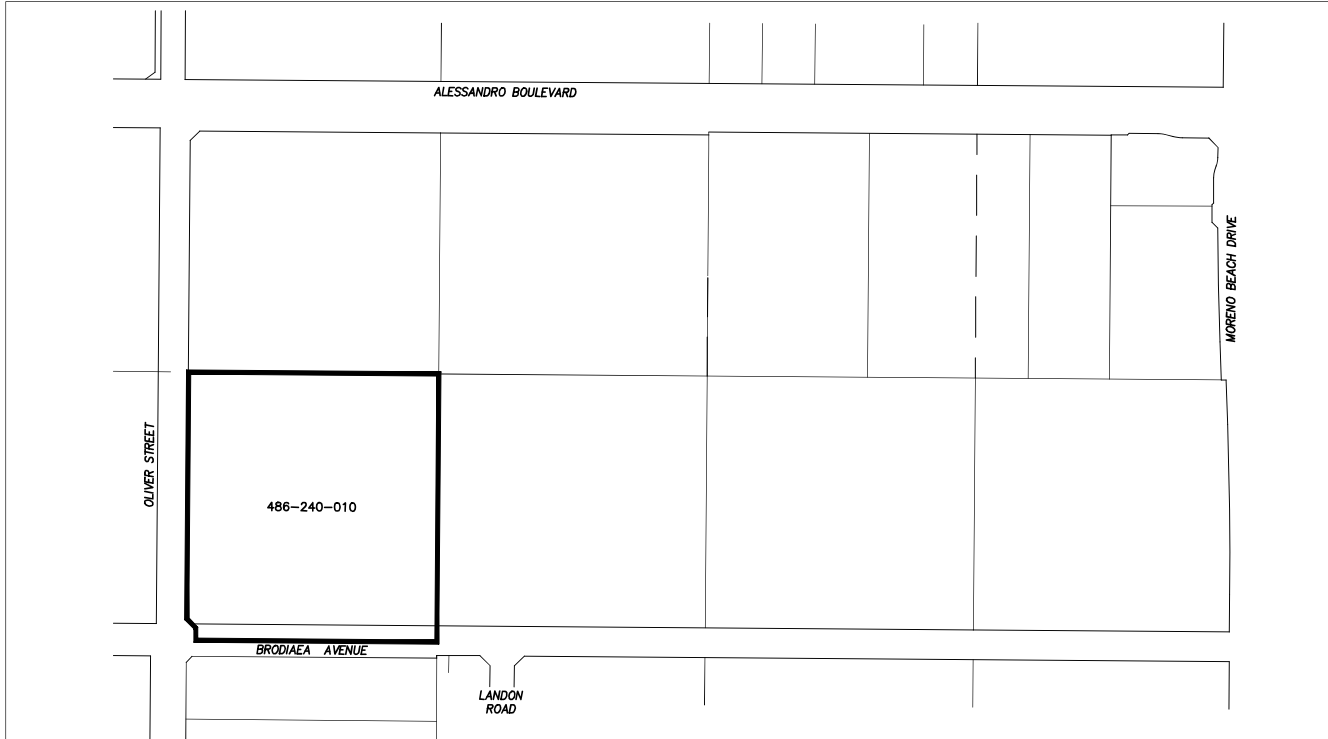 ALESSANDRO BOULEVARD
MORENO BEACH DRIVE
OLIVER STREET
486-240-010
BRODIAEA AVENUE
LANDON
ROAD